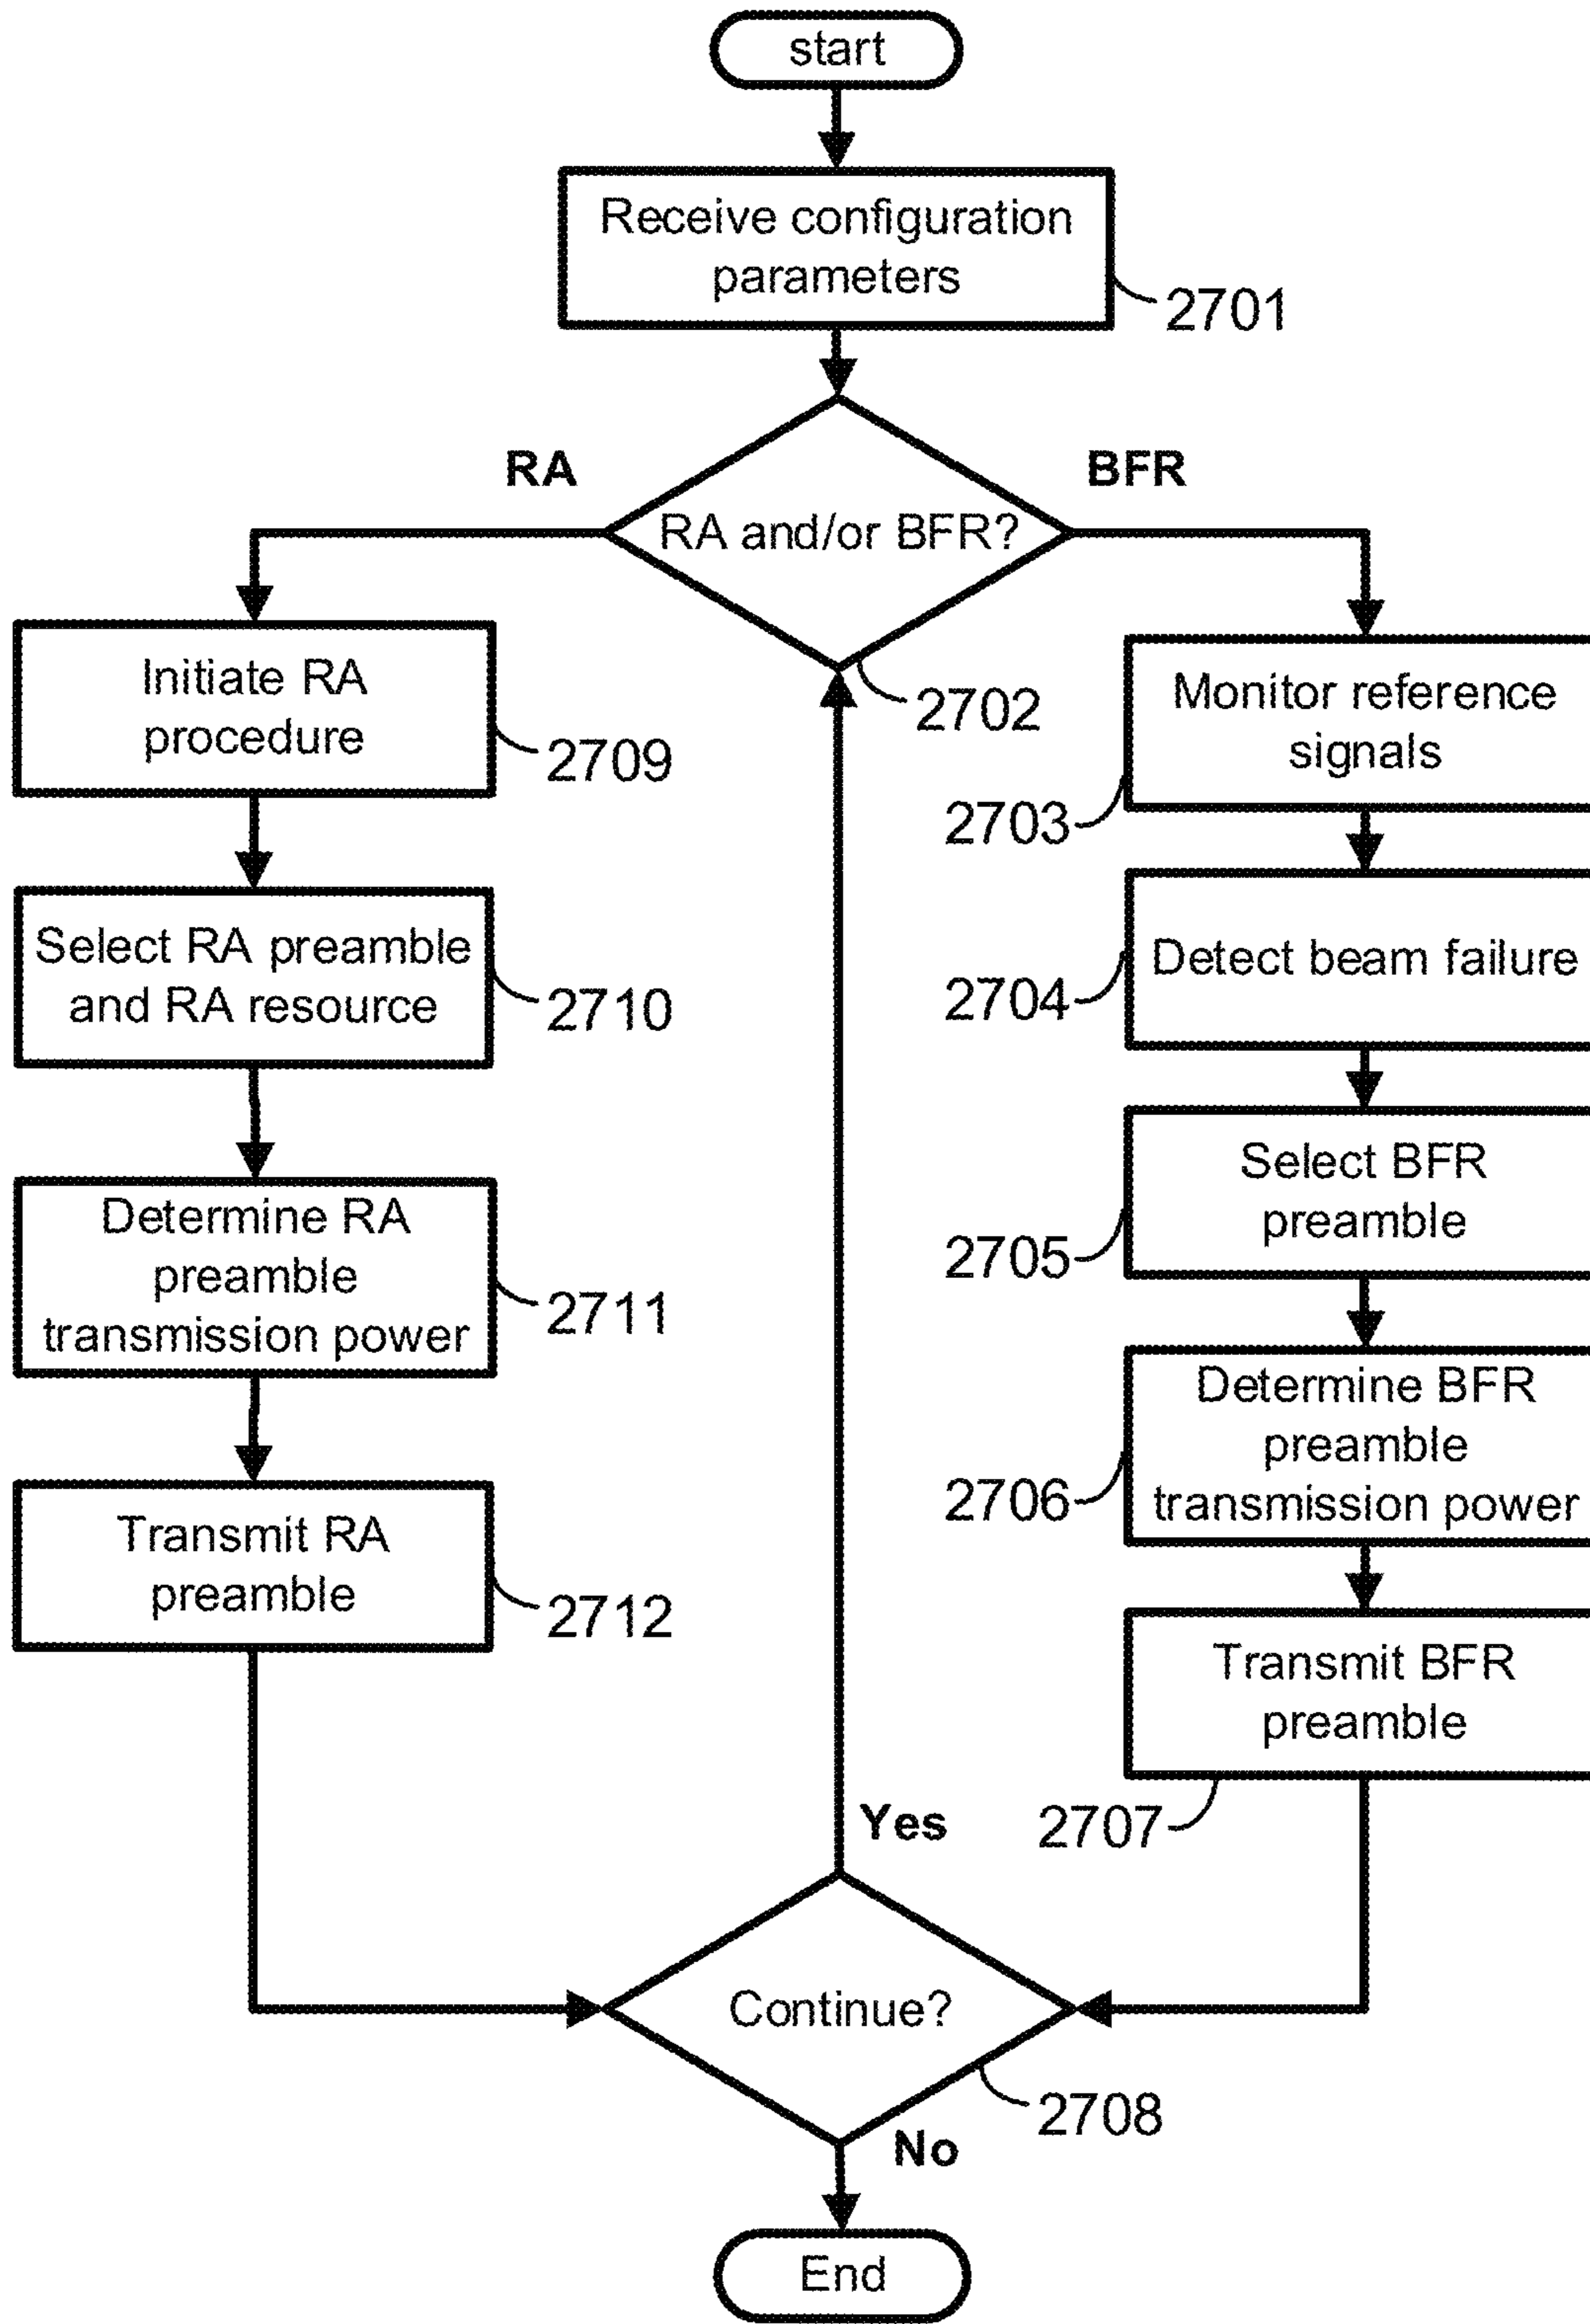 start
Receive configuration
parameters
2701
RA
BFR
RA and/or BFR?
2702
Initiate RA
procedure
2709
Select RA preamble
and RA resource
2710
Determine RA
preamble
transmission power
2711
Transmit RA
preamble
2712
Monitor reference
signals
2703
Detect beam failure
2704
Select BFR
preamble
2705
Determine BFR
preamble
transmission power
2706
Transmit BFR
preamble
2707
Yes
Continue?
2708
No
End